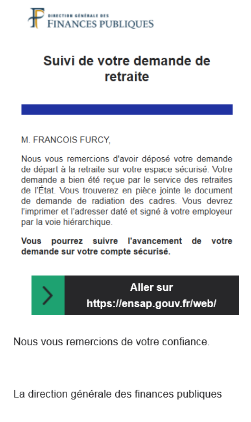 DIRECTION GÉNÉRALE DES
FINANCES PUBLIQUES
Suivi de votre demande de
retraite
M. FRANCOIS FURCY,
Nous vous remercions d'avoir déposé votre demande
de départ à la retraite sur votre espace sécurisé. Votre
demande a bien été reçue par le service des retraites
de l'État. Vous trouverez en pièce jointe le document
de demande de radiation des cadres. Vous devrez
l'imprimer et l'adresser daté et signé à votre employeur
par la voie hiérarchique.
Vous pourrez suivre l'avancement de votre
demande sur votre compte sécurisé.
Aller sur
https://ensap.gouv.fr/web/
Nous vous remercions de votre confiance.
La direction générale des finances publiques